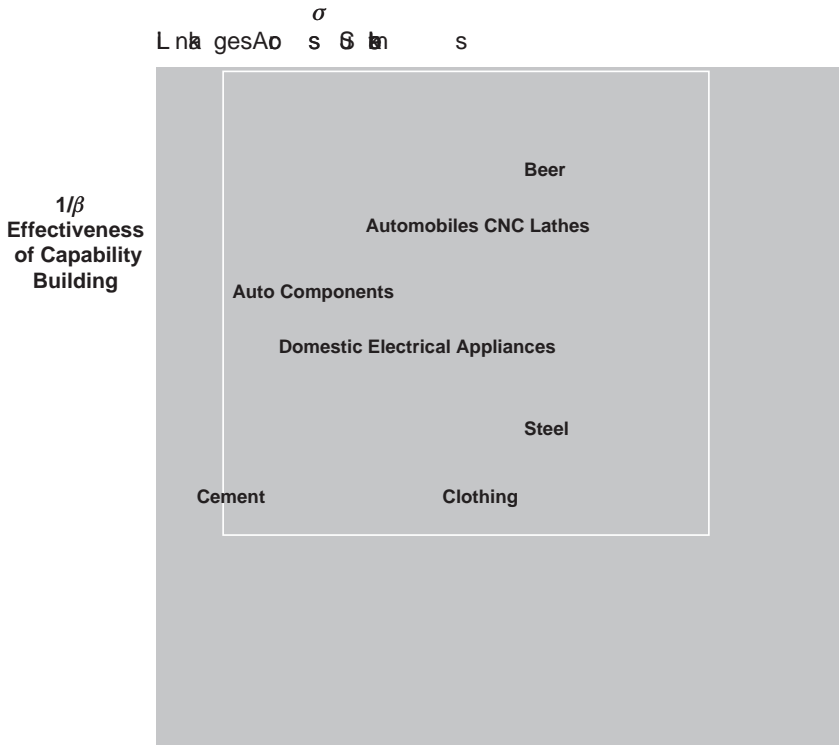 σ
1/β
Effectiveness
of Capability
Building
Beer
Automobiles CNC Lathes
Auto Components
Domestic Electrical Appliances
Steel
Cement Clothing